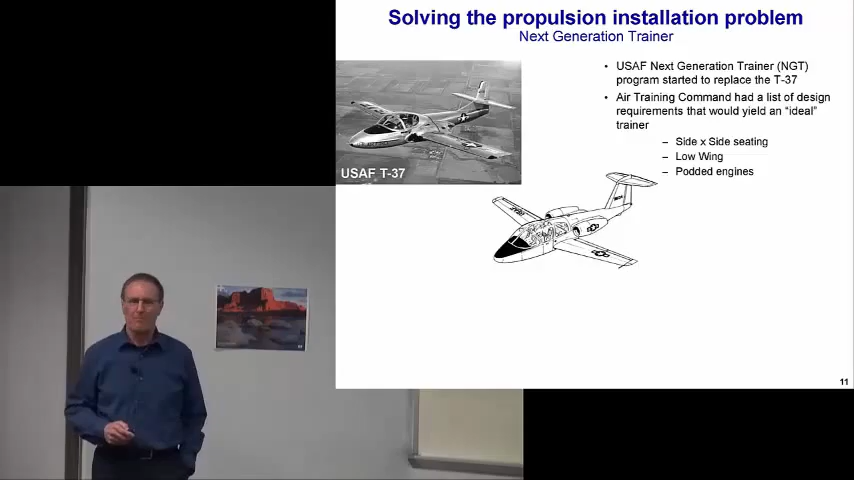 Solving the propulsion installation problem
Next Generation Trainer
• USAF Next Generation Trainer (NGT)
program started to replace the T-37
• Air Training Command had a list of design
requirements that would yield an “ideal”
trainer
– Side x Side seating
– Low Wing
– Podded engines
USAF T-37
11